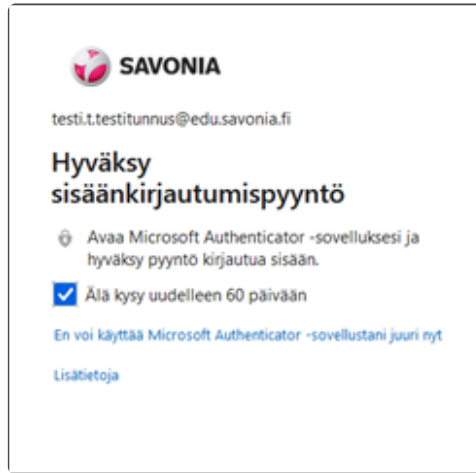 SAVONIA
testi.t.testitunnus@edu.savonia.fi
Hyväksy
sisäänkirjautumispyyntö
Avaa Microsoft Authenticator -sovelluksesi ja
hyväksy pyyntö kirjautua sisään.
Älä kysy uudelleen 60 päivään
En voi käyttää Microsoft Authenticator -sovellustani juuri nyt
Lisätietoja